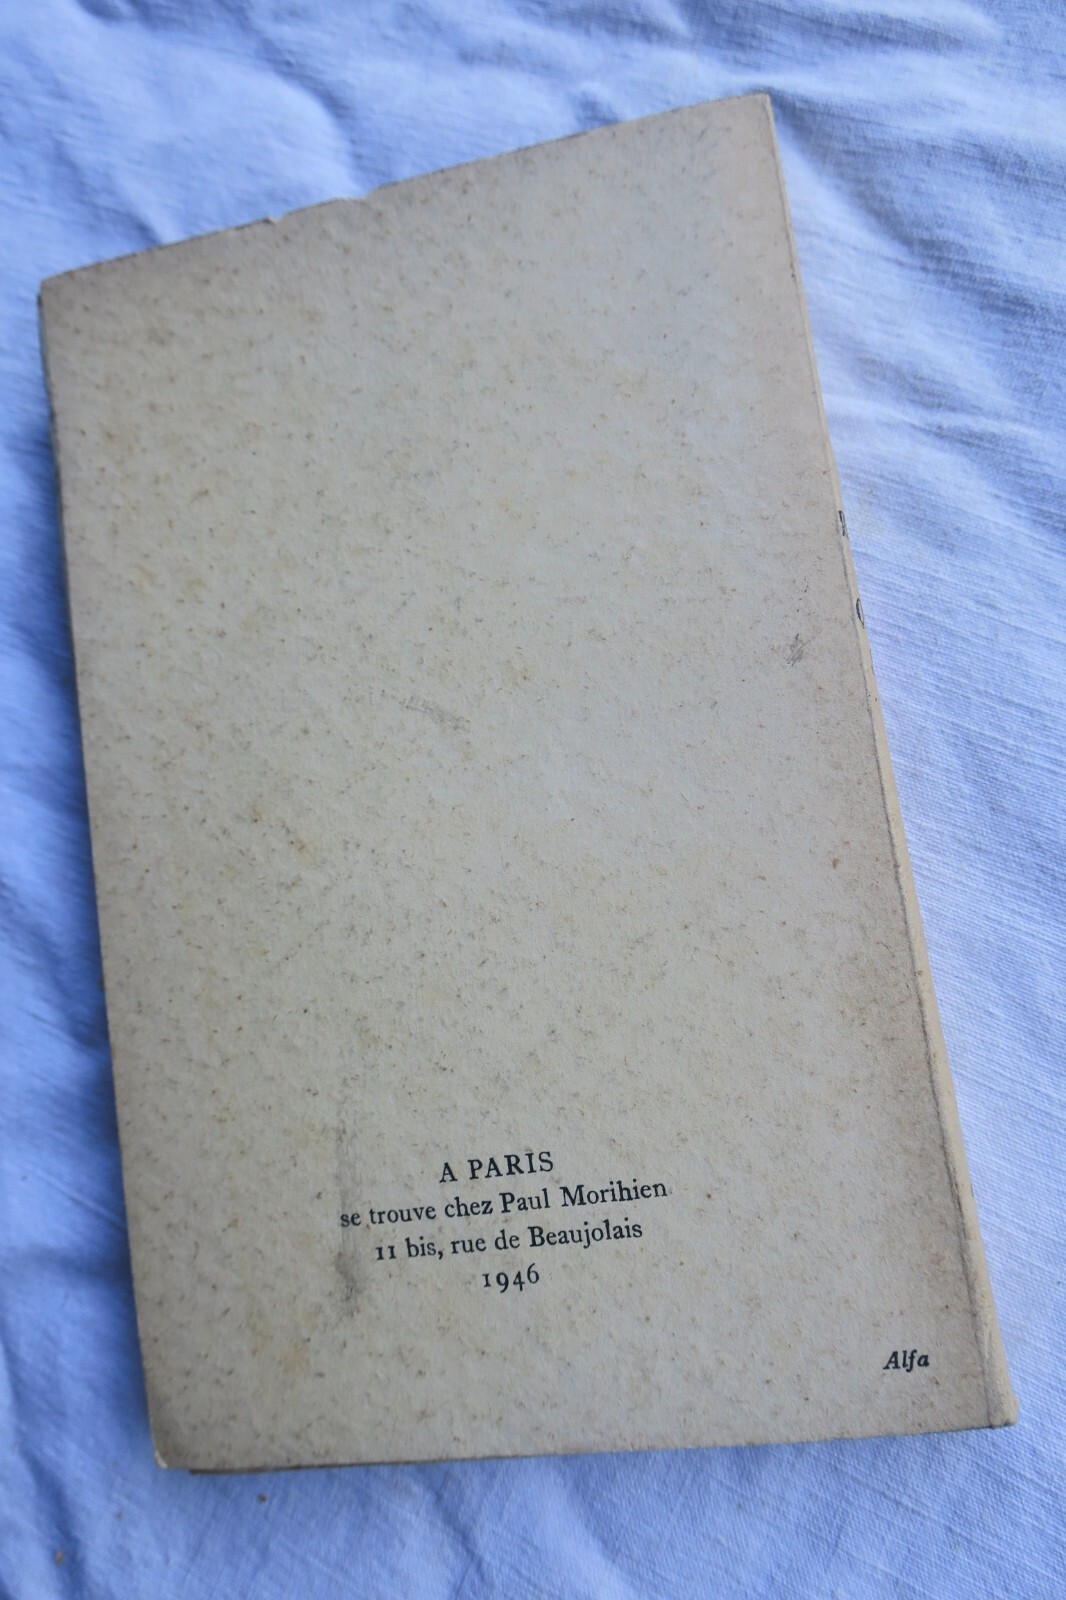 A PARIS
se trouve chez Paul Morihien
11 bis, rue de Beaujolais
1946
Alfa